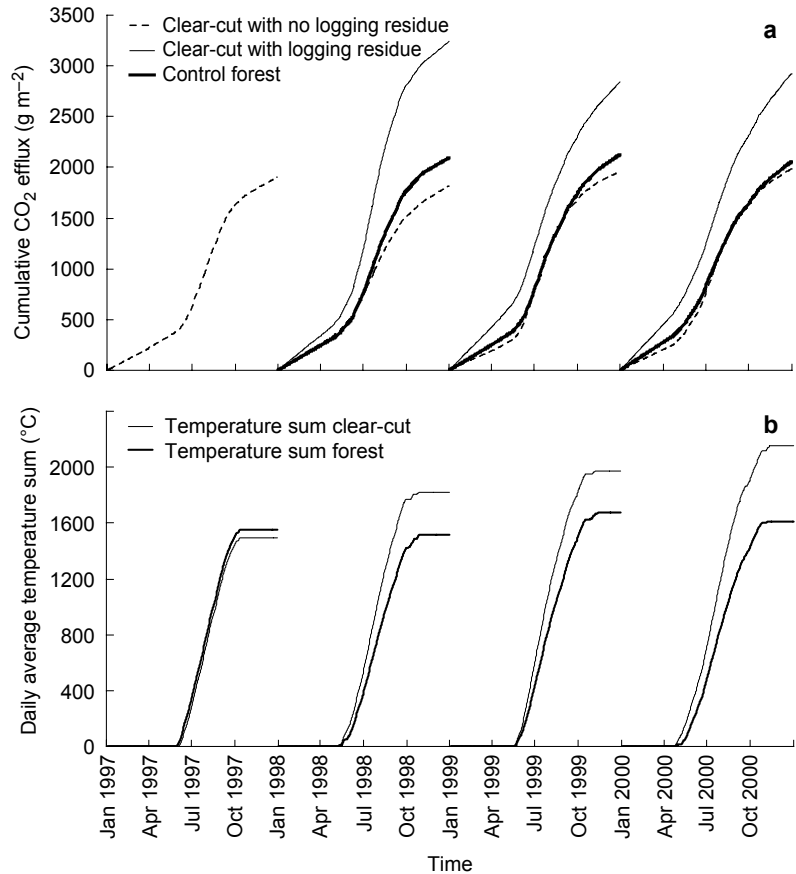 a
Clear-cut with no logging residue
Clear-cut with logging residue
Control forest
Cumulative CO2 efflux (g m–2)
3500
3000
2500
2000
1500
1000
500
0
b
Temperature sum clear-cut
Temperature sum forest
Daily average temperature sum (°C)
2000
1600
1200
800
400
0
Jan 1997
Apr 1997
Jul 1997
Oct 1997
Jan 1998
Apr 1998
Jul 1998
Oct 1998
Jan 1999
Apr 1999
Jul 1999
Oct 1999
Jan 2000
Apr 2000
Jul 2000
Oct 2000
Time